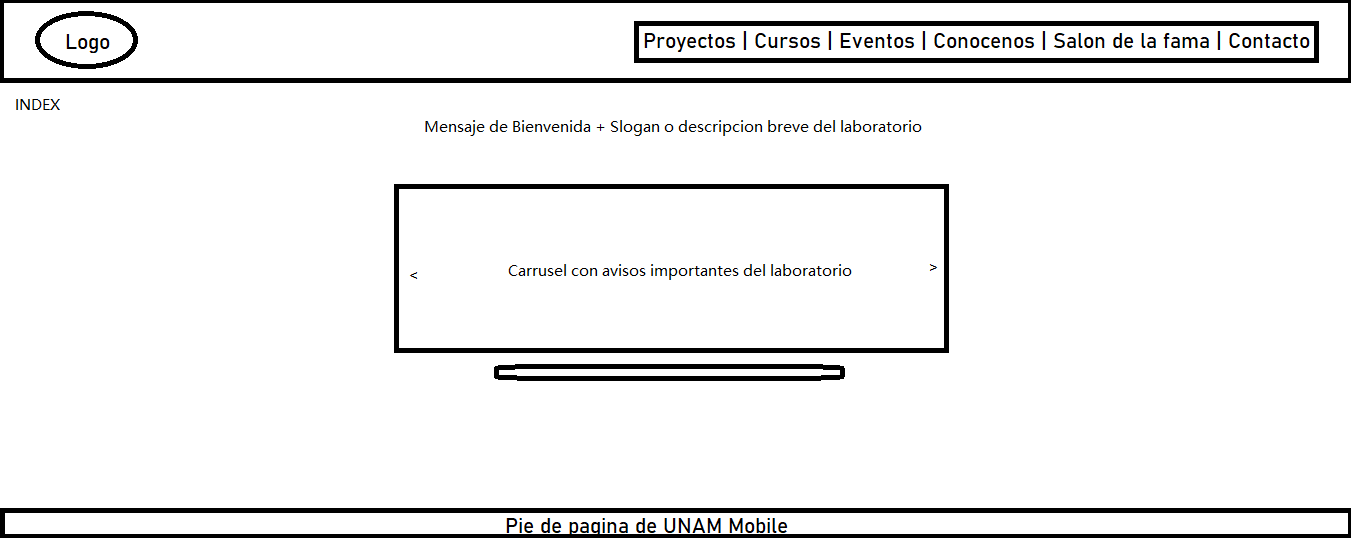 Logo
Proyectos | Cursos | Eventos | Conocenos | Salon de la fama | Contacto
INDEX
Mensaje de Bienvenida + Slogan o descripcion breve del laboratorio
<
Carrusel con avisos importantes del laboratorio
>
Pie de pagina de UNAM Mobile